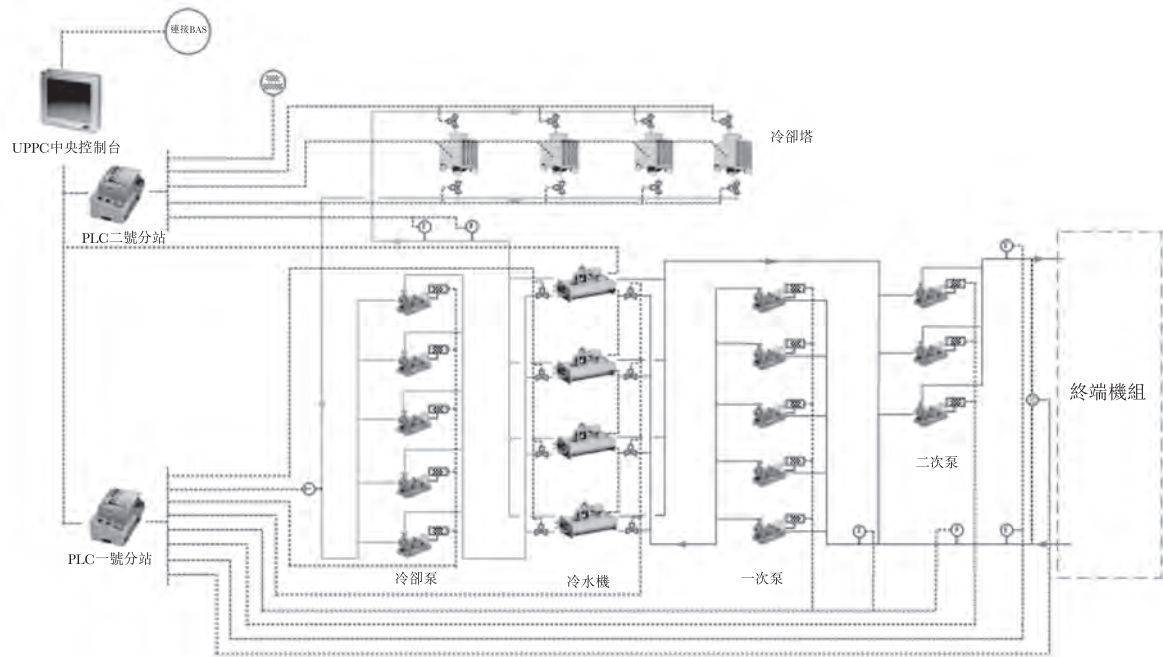 連接BAS
UPPC中央控制台
冷卻塔
PLC二號分站
終端機組
二次泵
PLC一號分站
冷卻泵
冷水機
一次泵